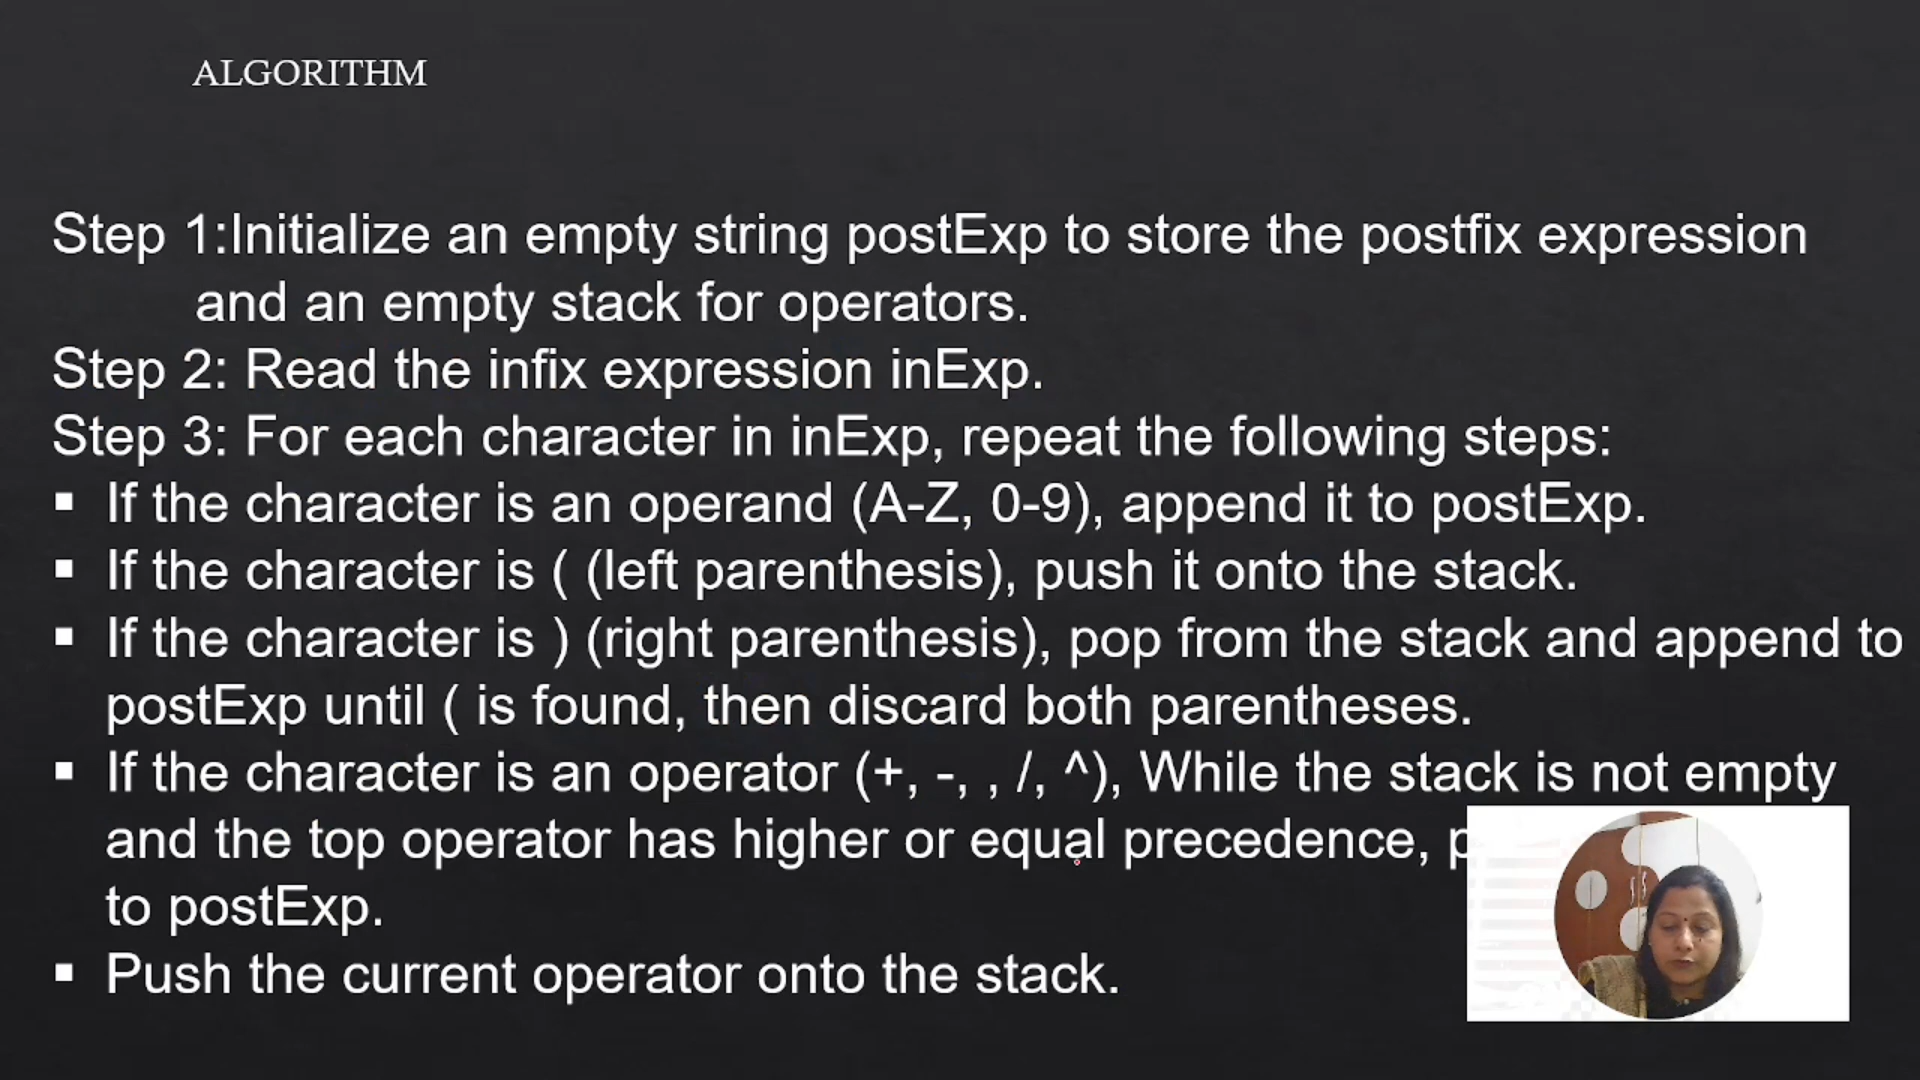 ALGORITHM
Step 1:Initialize an empty string postExp to store the postfix expression
and an empty stack for operators.
Step 2: Read the infix expression inExp.
Step 3: For each character in inExp, repeat the following steps:
▪ If the character is an operand (A-Z, 0-9), append it to postExp.
▪ If the character is ( (left parenthesis), push it onto the stack.
▪ If the character is ) (right parenthesis), pop from the stack and append to
postExp until ( is found, then discard both parentheses.
▪ If the character is an operator (+, -, , /, ^), While the stack is not empty
and the top operator has higher or equal precedence,
to postExp.
▪ Push the current operator onto the stack.